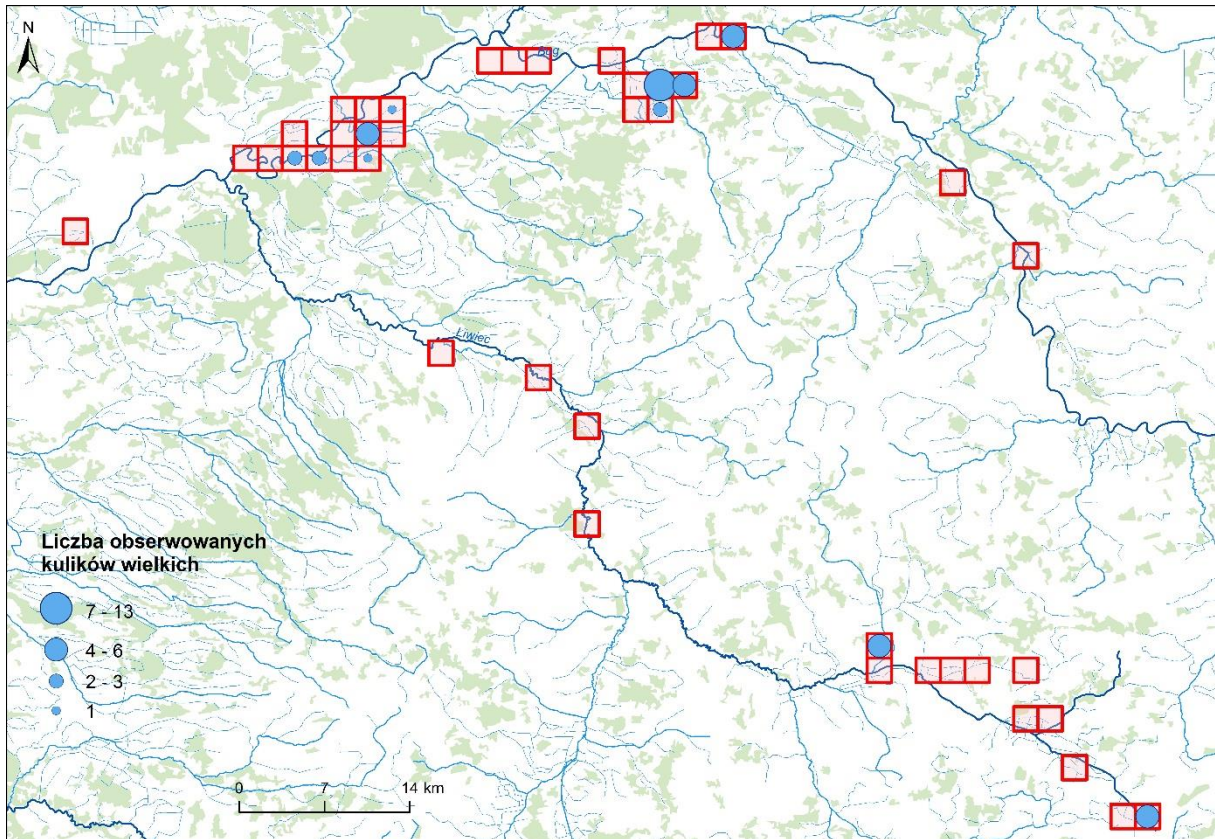 N
Bug
Liwiec
Liczba obserwowanych
kulików wielkich
7 - 13
4 - 6
2 - 3
1
0 7 14 km